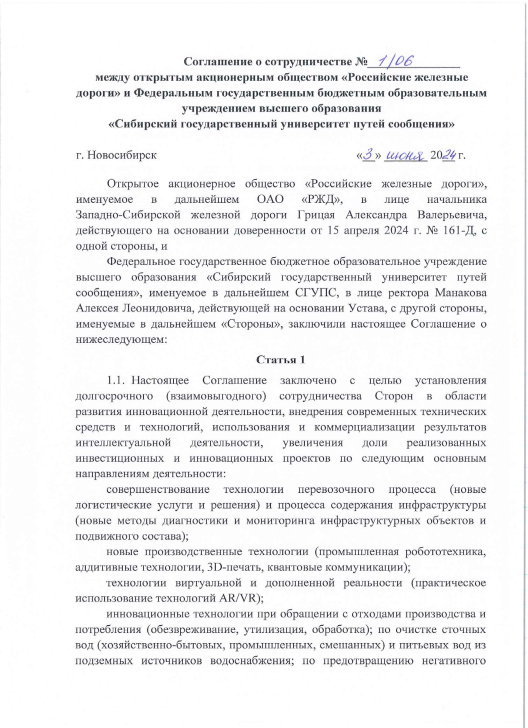 Соглашение о сотрудничестве № 1/06
между открытым акционерным обществом «Российские железные
дороги» и Федеральным государственным бюджетным образовательным
учреждением высшего образования
«Сибирский государственный университет путей сообщения»
г. Новосибирск «3» июня 2024 г.
Открытое акционерное общество «Российские железные дороги»,
именуемое в дальнейшем ОАО «РЖД», в лице начальника
Западно-Сибирской железной дороги Грицая Александра Валерьевича,
действующего на основании доверенности от 15 апреля 2024 г. № 161-Д, с
одной стороны, и
Федеральное государственное бюджетное образовательное учреждение
высшего образования «Сибирский государственный университет путей
сообщения», именуемое в дальнейшем СГУПС, в лице ректора Манакова
Алексея Леонидовича, действующей на основании Устава, с другой стороны,
именуемые в дальнейшем «Стороны», заключили настоящее Соглашение о
нижеследующем:
Статья 1
1.1. Настоящее Соглашение заключено с целью установления
долгосрочного (взаимовыгодного) сотрудничества Сторон в области
развития инновационной деятельности, внедрения современных технических
средств и технологий, использования и коммерциализации результатов
интеллектуальной деятельности, увеличения доли реализованных
инвестиционных и инновационных проектов по следующим основным
направлениям деятельности:
совершенствование технологии перевозочного процесса (новые
логистические услуги и решения) и процесса содержания инфраструктуры
(новые методы диагностики и мониторинга инфраструктурных объектов и
подвижного состава);
новые производственные технологии (промышленная робототехника,
аддитивные технологии, 3D-печать, квантовые коммуникации);
технологии виртуальной и дополненной реальности (практическое
использование технологий AR/VR);
инновационные технологии при обращении с отходами производства и
потребления (обезвреживание, утилизация, обработка); по очистке сточных
вод (хозяйственно-бытовых, промышленных, смешанных) и питьевых вод из
подземных источников водоснабжения; по предотвращению негативного